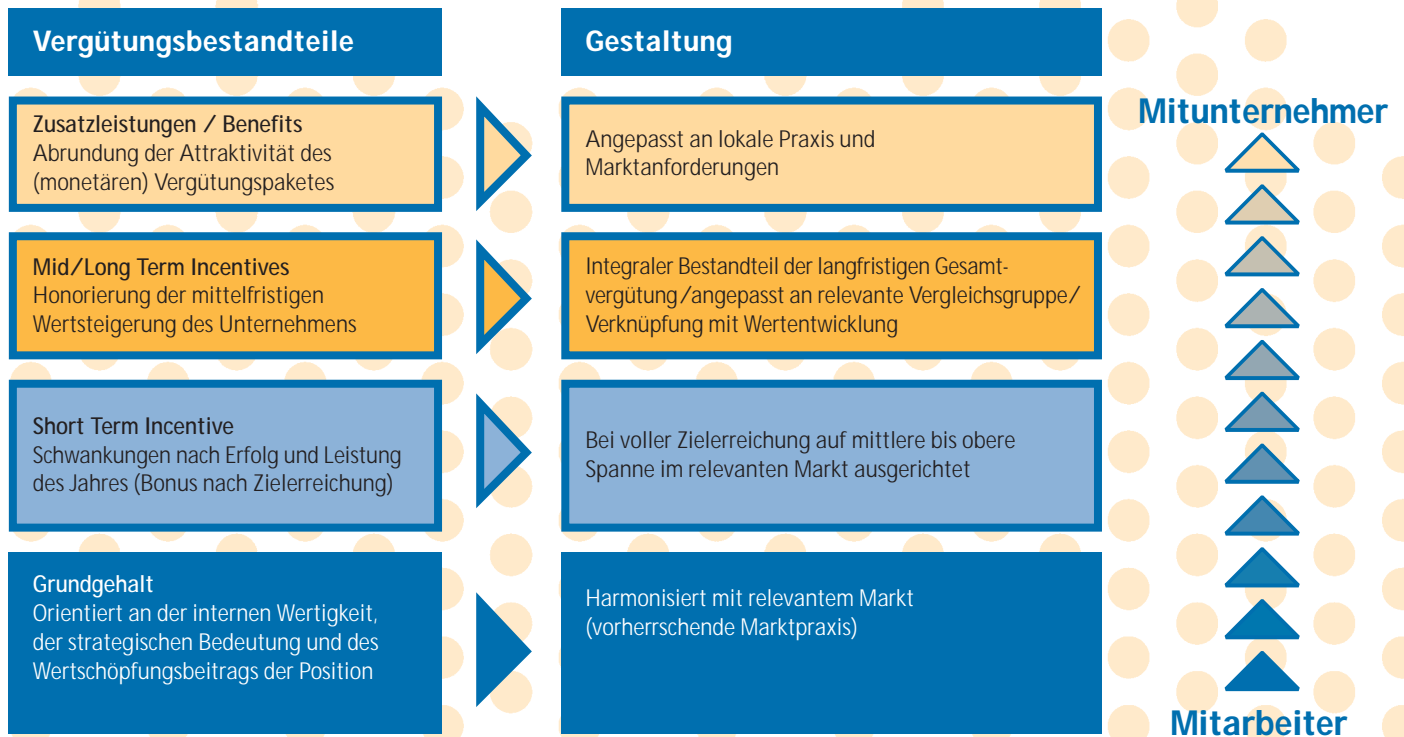 Vergütungsbestandteile
Gestaltung
Zusatzleistungen / Benefits
Abrundung der Attraktivität des
(monetären) Vergütungspaketes
Angepasst an lokale Praxis und
Marktanforderungen
Mid/Long Term Incentives
Honorierung der mittelfristigen
Wertsteigerung des Unternehmens
Integraler Bestandteil der langfristigen Gesamt-
vergütung/angepasst an relevante Vergleichsgruppe/
Verknüpfung mit Wertentwicklung
Short Term Incentive
Schwankungen nach Erfolg und Leistung
des Jahres (Bonus nach Zielerreichung)
Bei voller Zielerreichung auf mittlere bis obere
Spanne im relevanten Markt ausgerichtet
Grundgehalt
Orientiert an der internen Wertigkeit,
der strategischen Bedeutung und des
Wertschöpfungsbeitrags der Position
Harmonisiert mit relevantem Markt
(vorherrschende Marktpraxis)
Mitunternehmer
Mitarbeiter